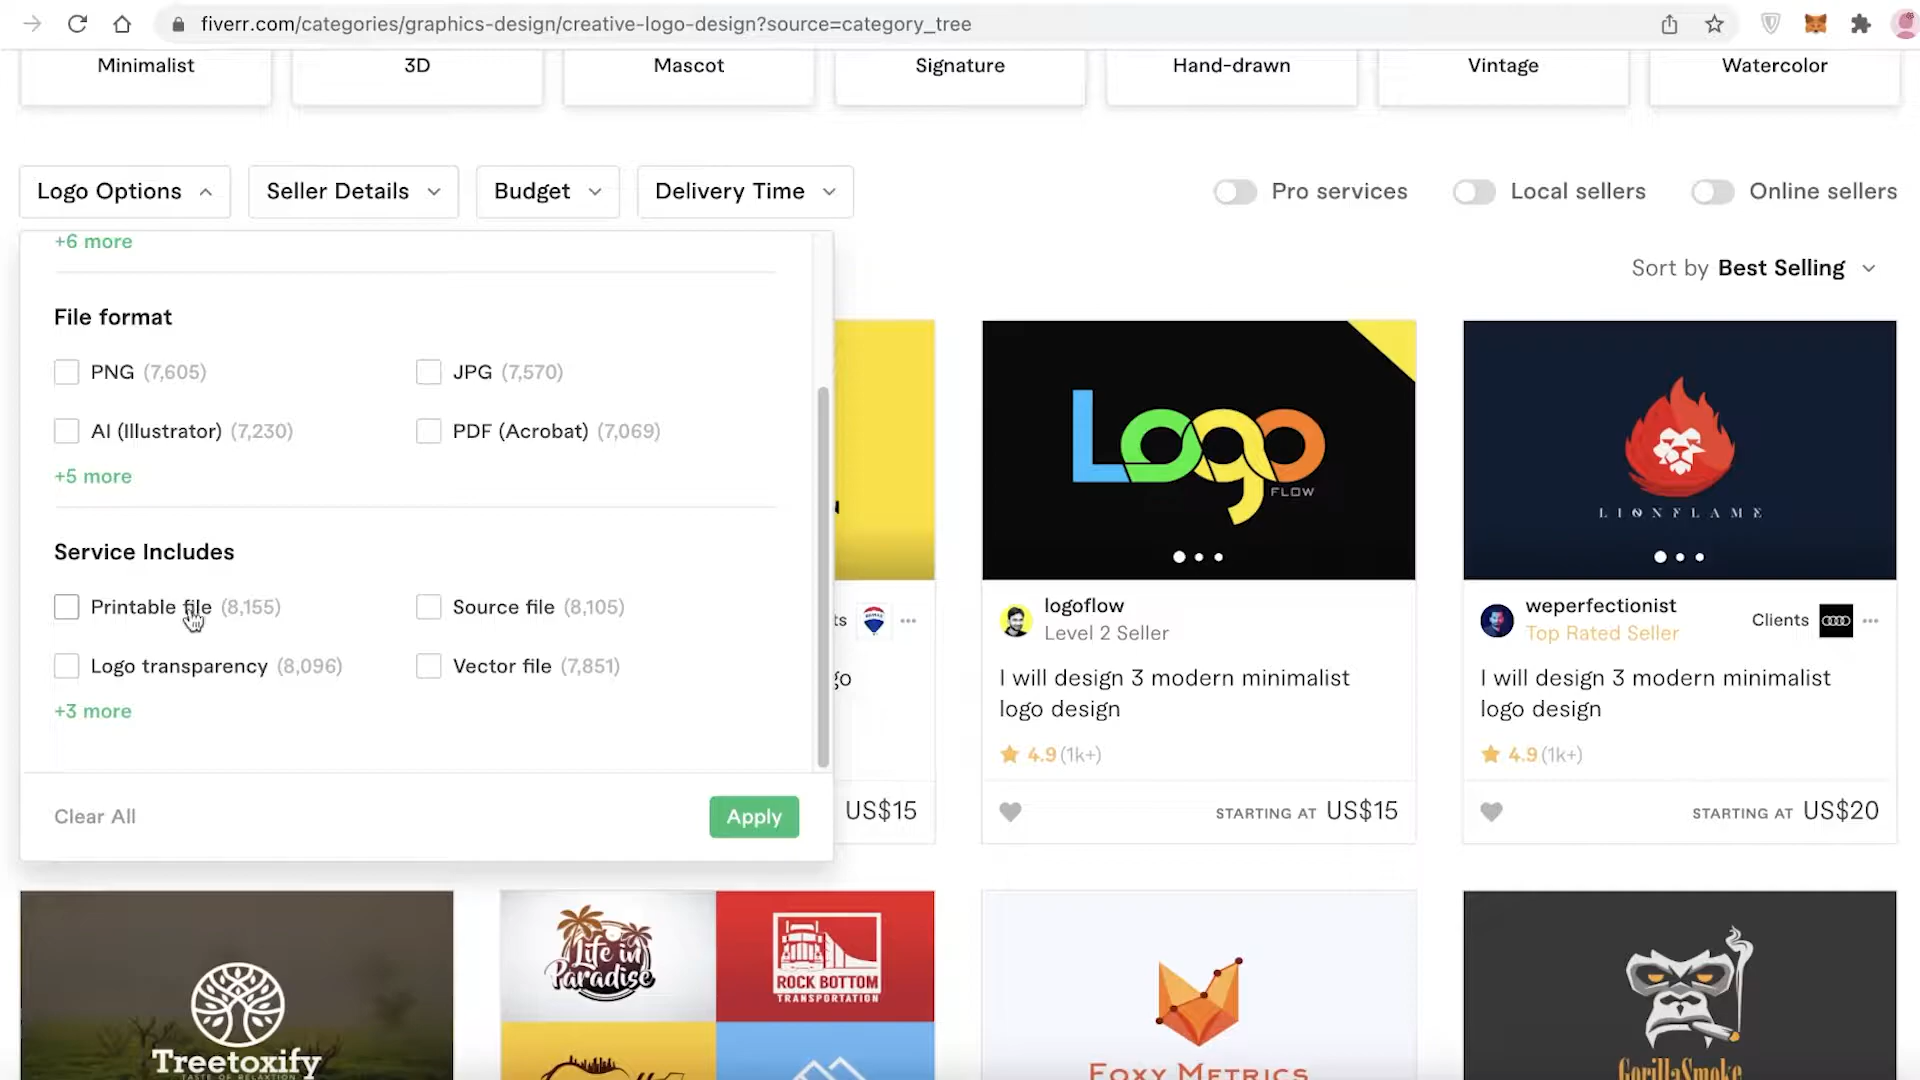 fiverr.com/categories/graphics-design/creative-logo-design?source=category_tree
Minimalist
3D
Mascot
Signature
Hand-drawn
Vintage
Watercolor
Logo Options
Seller Details
Budget
Delivery Time
Pro services
Local sellers
Online sellers
+6 more
Sort by Best Selling
File format
PNG (7,605)
JPG (7,570)
AI (Illustrator) (7,230)
PDF (Acrobat) (7,069)
+5 more
Service Includes
Printable file (8,155)
Source file (8,105)
Logo transparency (8,096)
Vector file (7,851)
+3 more
Clear All
Apply
ts
go
US$15
Logo
FLOW
logoflow
Level 2 Seller
I will design 3 modern minimalist
logo design
4.9 (1k+)
STARTING AT US$15
LIONFLAME
weperfectionist
Top Rated Seller
Clients
I will design 3 modern minimalist
logo design
4.9 (1k+)
STARTING AT US$20
Treetoxify
TASTE OF RELAXTION
Life in
Paradise
ROCK BOTTOM
TRANSPORTATION
FOXY METRICS
GorillaSmoke